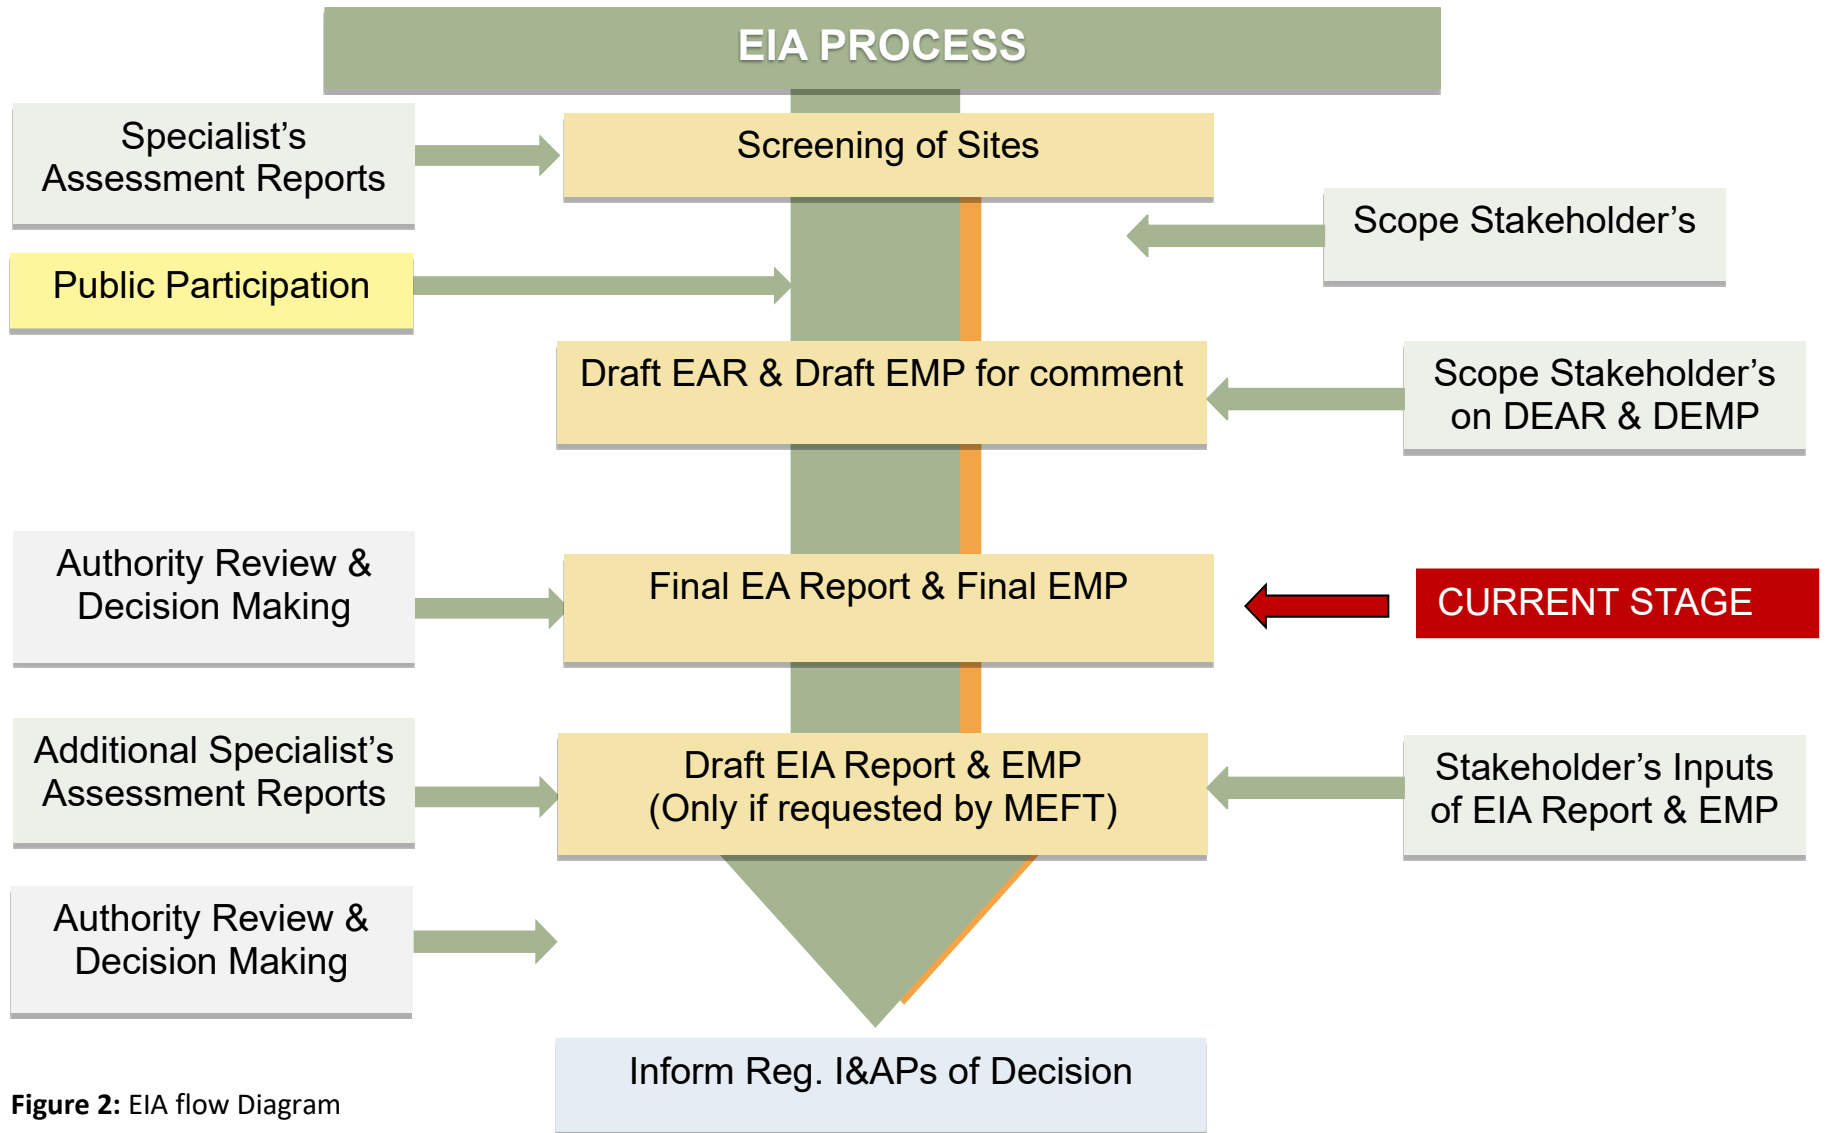 EIA PROCESS
Specialist’s
Assessment Reports
Screening of Sites
Scope Stakeholder’s
Public Participation
Draft EAR & Draft EMP for comment
Scope Stakeholder’s
on DEAR & DEMP
Authority Review &
Decision Making
Final EA Report & Final EMP
CURRENT STAGE
Additional Specialist’s
Assessment Reports
Draft EIA Report & EMP
(Only if requested by MEFT)
Stakeholder’s Inputs
of EIA Report & EMP
Authority Review &
Decision Making
Inform Reg. I&APs of Decision
Figure 2: EIA flow Diagram